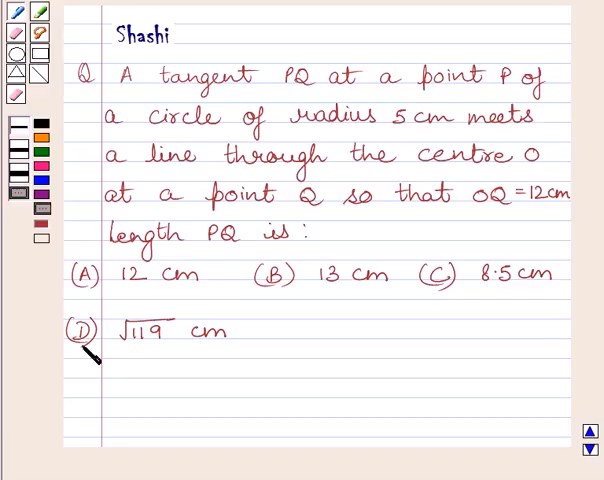 Shashi
Q A tangent PQ at a point P of
a circle of radius 5 cm meets
a line through the centre O
at a point Q so that OQ = 12 cm
length PQ is :
(A) 12 cm (B) 13 cm (C) 8.5 cm
(D) √119 cm